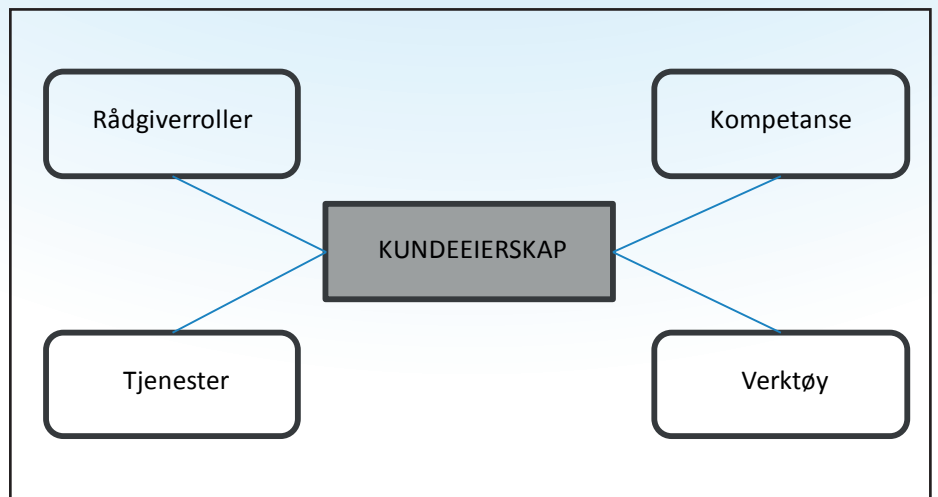 Rådgiverroller
Kompetanse
KUNDEEIERSKAP
Tjenester
Verktøy